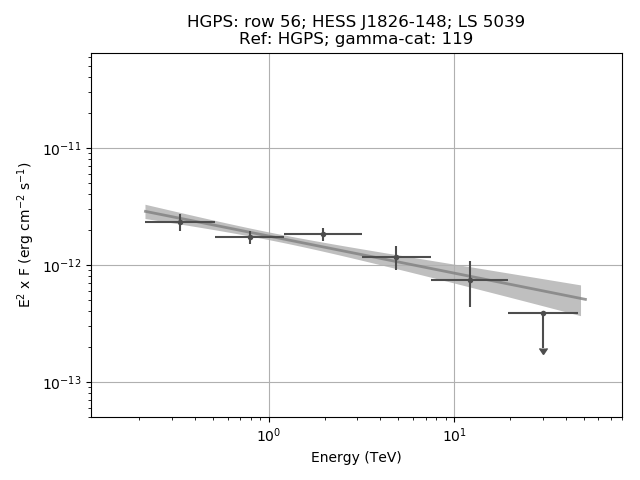 HGPS: row 56; HESS J1826-148; LS 5039
Ref: HGPS; gamma-cat: 119
E² x F (erg cm⁻² s⁻¹)
10⁻¹¹
10⁻¹²
10⁻¹³
10⁰ 10¹
Energy (TeV)